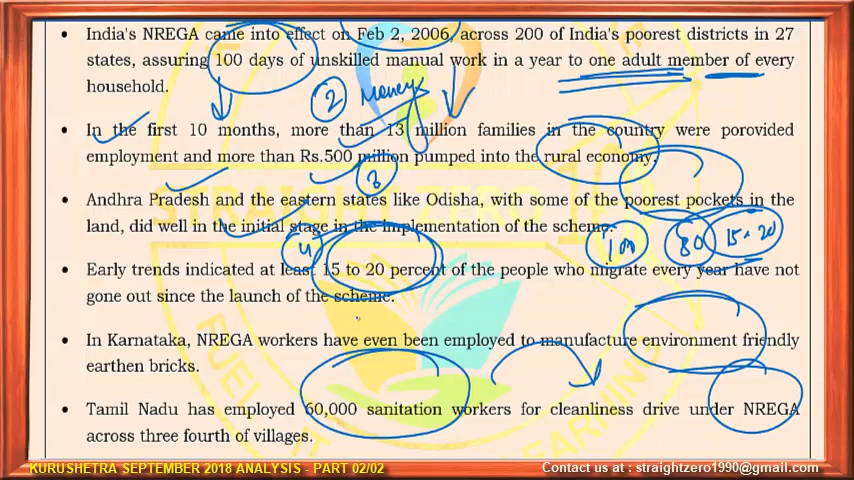 • India's NREGA came into effect on Feb 2, 2006, across 200 of India's poorest districts in 27
states, assuring 100 days of unskilled manual work in a year to one adult member of every
household.
2 Money
• In the first 10 months, more than 13 million families in the country were porovided
employment and more than Rs.500 million pumped into the rural economy.
3
• Andhra Pradesh and the eastern states like Odisha, with some of the poorest pockets in the
land, did well in the initial stage in the implementation of the scheme.
4 100 80 15-20
• Early trends indicated at least 15 to 20 percent of the people who migrate every year have not
gone out since the launch of the scheme.
• In Karnataka, NREGA workers have even been employed to manufacture environment friendly
earthen bricks.
• Tamil Nadu has employed 60,000 sanitation workers for cleanliness drive under NREGA
across three fourth of villages.
STRAIGHT ZERO
KURUSHETRA SEPTEMBER 2018 ANALYSIS - PART 02/02
Contact us at : straightzero1990@gmail.com